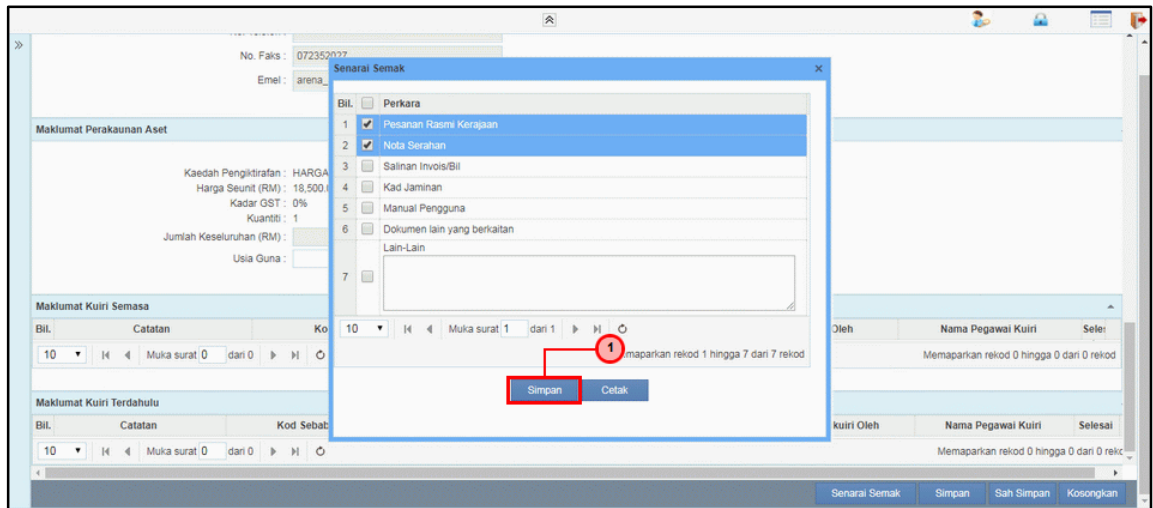 No. Faks : 072352027
Emel : arena_
Maklumat Perakaunan Aset
Kaedah Pengiktirafan : HARGA
Harga Seunit (RM) : 18,500.
Kadar GST : 0%
Kuantiti : 1
Jumlah Keseluruhan (RM) :
Usia Guna :
Maklumat Kuiri Semasa
Bil. Catatan Ko Oleh Nama Pegawai Kuiri
10 Muka surat 0 dari 0 Memaparkan rekod 0 hingga 0 dari 0 rekod
Maklumat Kuiri Terdahulu
Bil. Catatan Kod Sebab kuiri Oleh Nama Pegawai Kuiri Selesai
10 Muka surat 0 dari 0 Memaparkan rekod 0 hingga 0 dari 0 reko
Senarai Semak ×
Bil. Perkara
1 Pesanan Rasmi Kerajaan
2 Nota Serahan
3 Salinan Invois/Bil
4 Kad Jaminan
5 Manual Pengguna
6 Dokumen lain yang berkaitan
Lain-Lain
7
10 Muka surat 1 dari 1
1
maparkan rekod 1 hingga 7 dari 7 rekod
Simpan Cetak
Senarai Semak Simpan Sah Simpan Kosongkan